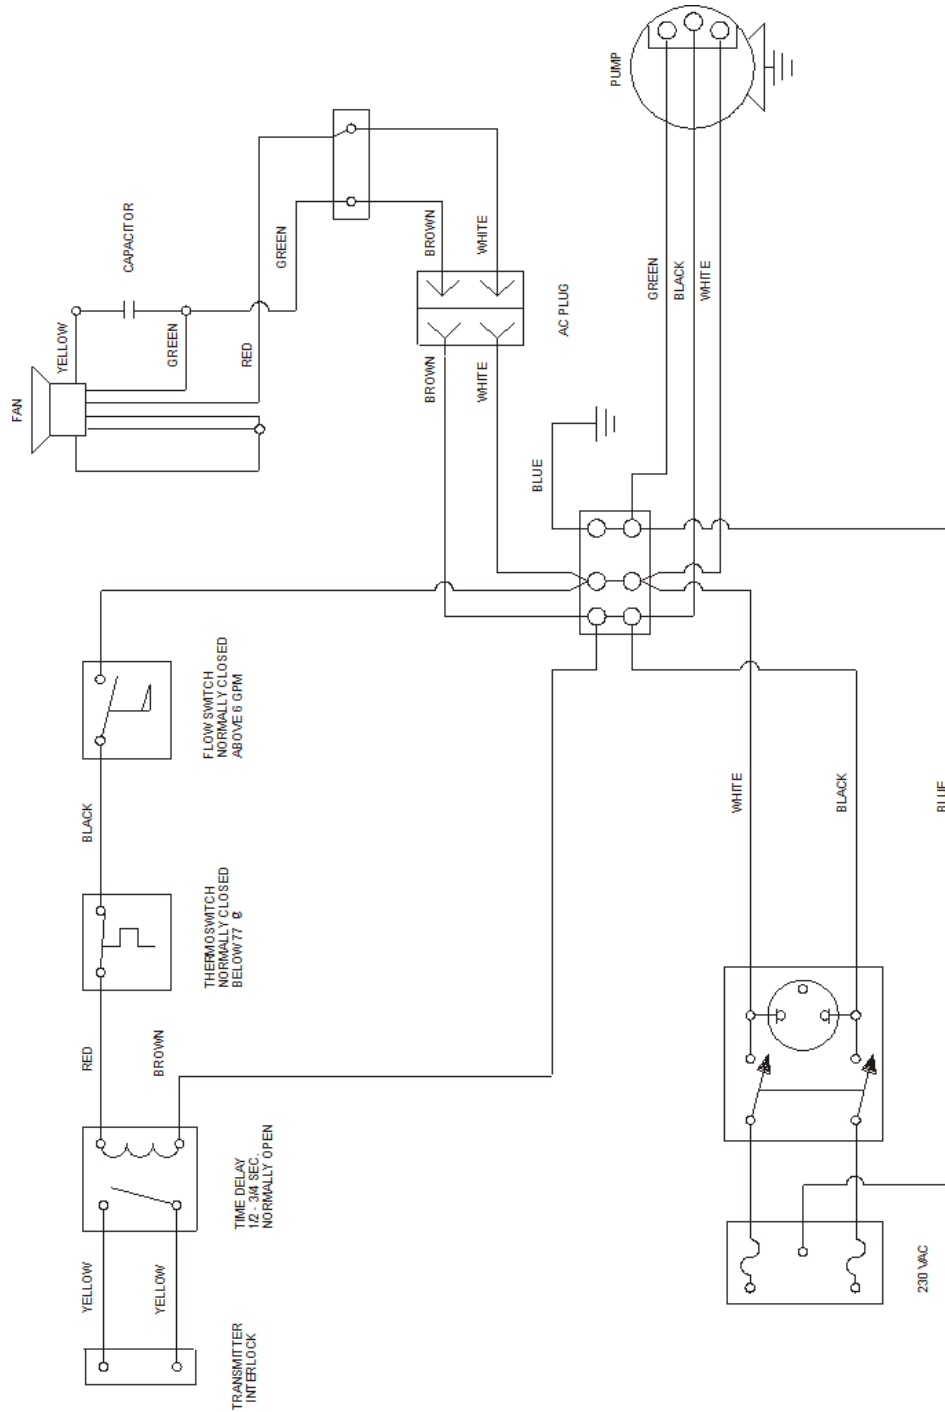 PUMP
CAPACITOR
GREEN
BROWN
WHITE
GREEN
BLACK
WHITE
AC PLUG
YELLOW
GREEN
RED
FAN
BROWN
WHITE
BLUE
FLOW SWITCH
NORMALLY CLOSED
ABOVE 6 GPM
BLACK
WHITE
BLACK
BLUE
THERMOSWITCH
NORMALLY CLOSED
BELOW 77
RED
BROWN
TIME DELAY
1/2 - 3/4 SEC.
NORMALLY OPEN
YELLOW
YELLOW
230 VAC
TRANSMITTER
INTERLOCK